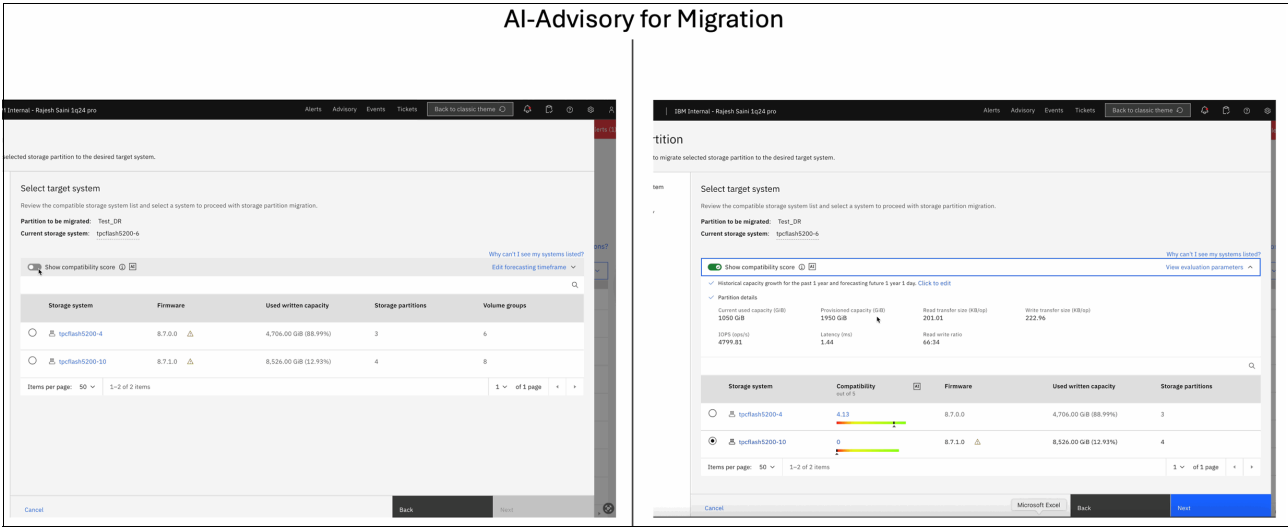 AI-Advisory for Migration
M Internal - Rajesh Saini 1q24 pro
Alerts Advisory Events Tickets Back to classic theme
selected storage partition to the desired target system.
Select target system
Review the compatible storage system list and select a system to proceed with storage partition migration.
Partition to be migrated: Test_DR
Current storage system: tpcflash5200-6
Why can't I see my systems listed?
Show compatibility score AI
Edit forecasting timeframe
Storage system Firmware Used written capacity Storage partitions Volume groups
tpcflash5200-4 8.7.0.0 4,706.00 GiB (88.99%) 3 6
tpcflash5200-10 8.7.1.0 8,526.00 GiB (12.93%) 4 8
Items per page: 50 1–2 of 2 items 1 of 1 page
Cancel Back Next
IBM Internal - Rajesh Saini 1q24 pro
Alerts Advisory Events Tickets Back to classic theme
tition
to migrate selected storage partition to the desired target system.
tem
Select target system
Review the compatible storage system list and select a system to proceed with storage partition migration.
Partition to be migrated: Test_DR
Current storage system: tpcflash5200-6
Why can't I see my systems listed?
Show compatibility score AI
View evaluation parameters
Historical capacity growth for the past 1 year and forecasting future 1 year 1 day. Click to edit
Partition details
Current used capacity (GiB) Provisioned capacity (GiB) Read transfer size (KB/op) Write transfer size (KB/op)
1050 GiB 1950 GiB 201.01 222.96
IOPS (ops/s) Latency (ms) Read write ratio
4799.81 1.44 66:34
Storage system Compatibility AI Firmware Used written capacity Storage partitions
out of 5
tpcflash5200-4 4.13 8.7.0.0 4,706.00 GiB (88.99%) 3
tpcflash5200-10 0 8.7.1.0 8,526.00 GiB (12.93%) 4
Items per page: 50 1–2 of 2 items 1 of 1 page
Microsoft Excel
Cancel Back Next